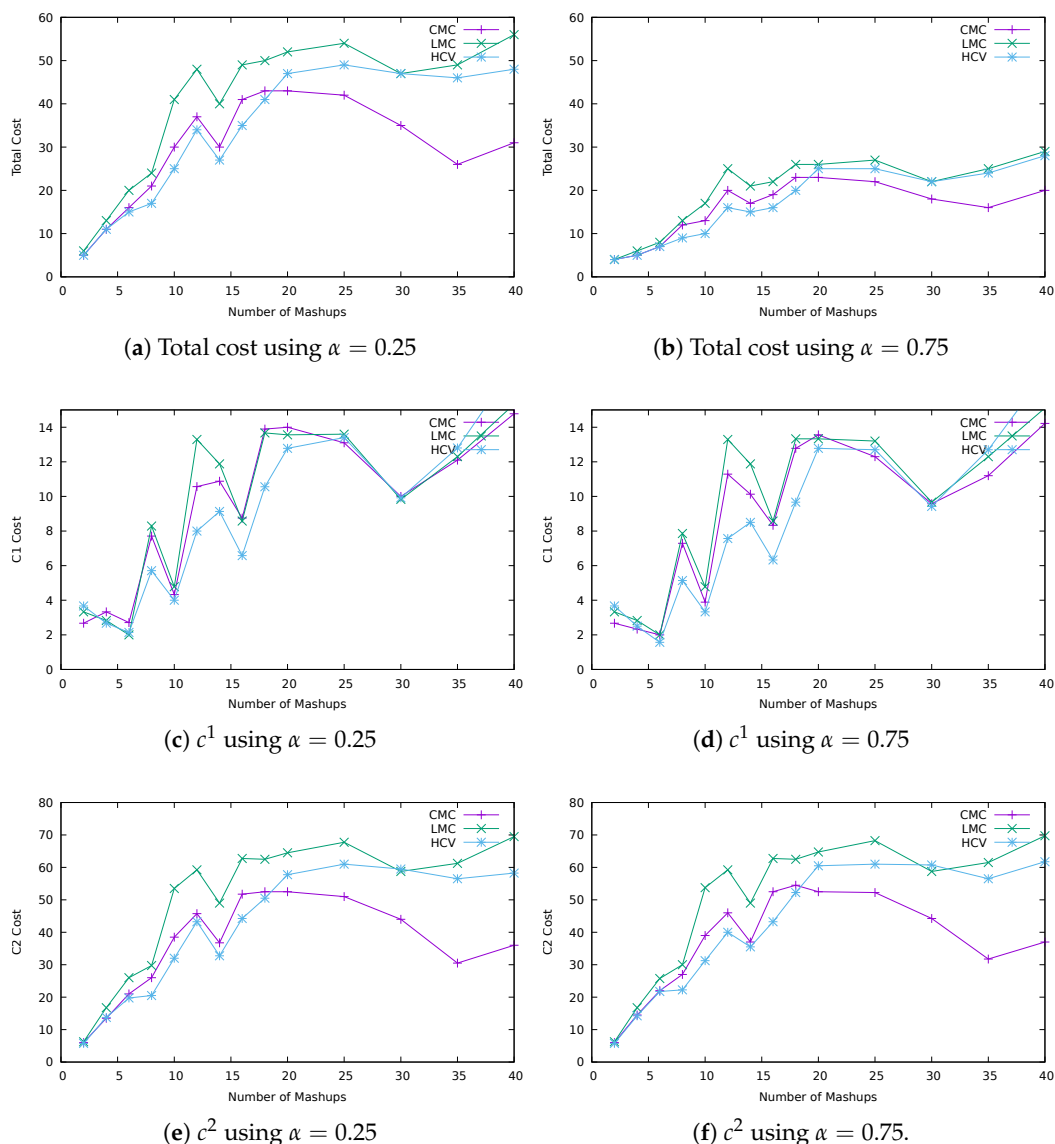 60
50
40
30
20
10
0
Total Cost
CMC
LMC
HCV
0 5 10 15 20 25 30 35 40
Number of Mashups
(a) Total cost using α = 0.25
60
50
40
30
20
10
0
Total Cost
CMC
LMC
HCV
0 5 10 15 20 25 30 35 40
Number of Mashups
(b) Total cost using α = 0.75
14
12
10
8
6
4
2
0
C1 Cost
CMC
LMC
HCV
0 5 10 15 20 25 30 35 40
Number of Mashups
(c) c¹ using α = 0.25
14
12
10
8
6
4
2
0
C1 Cost
CMC
LMC
HCV
0 5 10 15 20 25 30 35 40
Number of Mashups
(d) c¹ using α = 0.75
80
70
60
50
40
30
20
10
0
C2 Cost
CMC
LMC
HCV
0 5 10 15 20 25 30 35 40
Number of Mashups
(e) c² using α = 0.25
80
70
60
50
40
30
20
10
0
C2 Cost
CMC
LMC
HCV
0 5 10 15 20 25 30 35 40
Number of Mashups
(f) c² using α = 0.75.